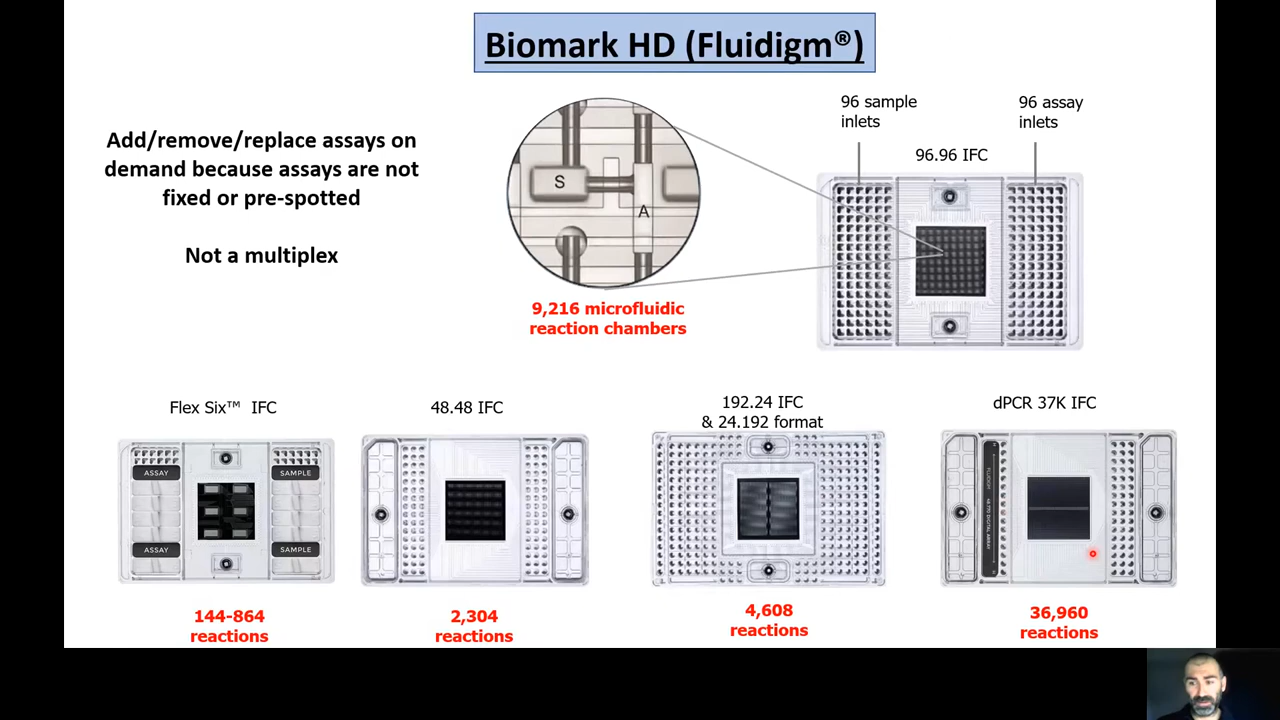 Biomark HD (Fluidigm®)
Add/remove/replace assays on
demand because assays are not
fixed or pre-spotted
Not a multiplex
S
A
9,216 microfluidic
reaction chambers
96 sample
inlets
96 assay
inlets
96.96 IFC
Flex Six™ IFC
ASSAY
SAMPLE
ASSAY
SAMPLE
144-864
reactions
48.48 IFC
2,304
reactions
192.24 IFC
& 24.192 format
4,608
reactions
dPCR 37K IFC
FLUIDIGM
DIGITAL ARRAY
36,960
reactions